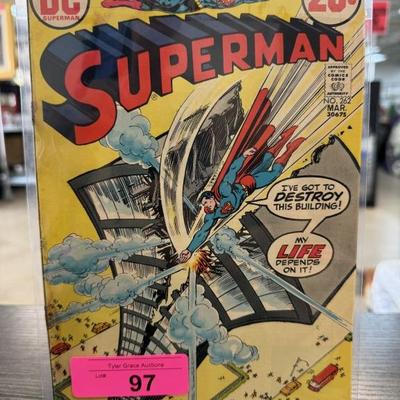 DC
SUPERMAN
20¢
SUPERMAN
APPROVED
BY THE
COMICS
CODE
AUTHORITY
NO. 262
MAR.
30675
I'VE GOT TO
DESTROY
THIS BUILDING!
MY
LIFE
DEPENDS
ON IT!
Tyler Grace Auctions
Lot#
97